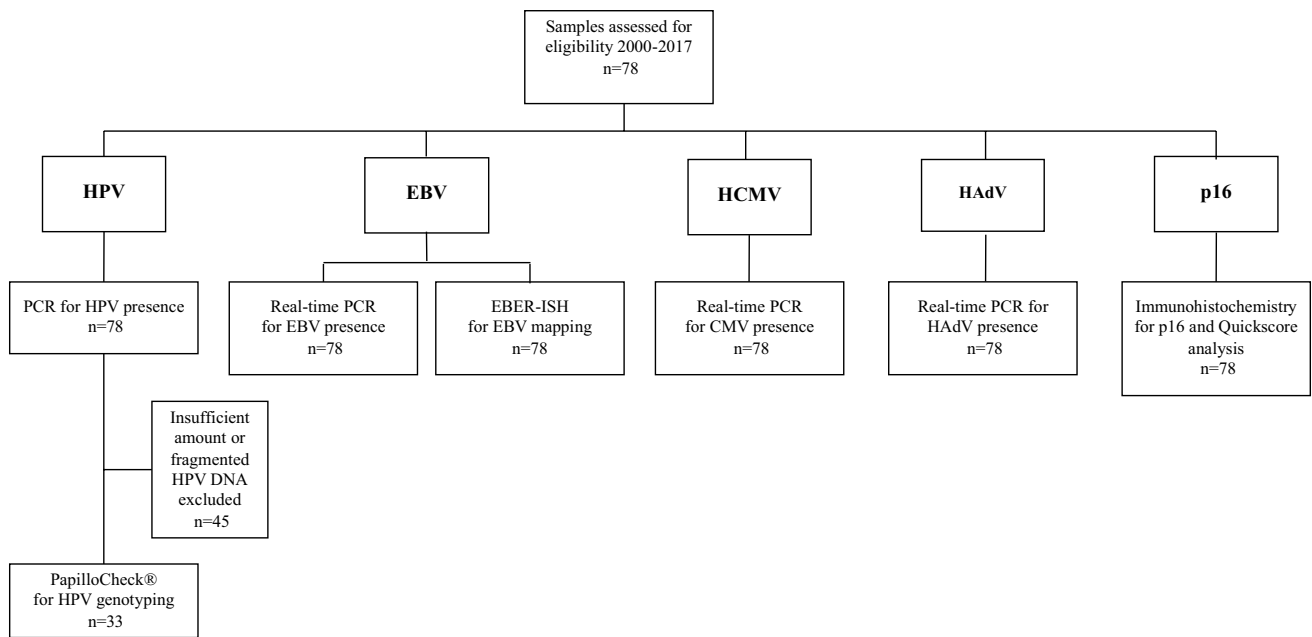 Samples assessed for
eligibility 2000-2017
n=78
HPV
EBV
HCMV
HAdV
p16
PCR for HPV presence
n=78
Real-time PCR
for EBV presence
n=78
EBER-ISH
for EBV mapping
n=78
Real-time PCR
for CMV presence
n=78
Real-time PCR for
HAdV presence
n=78
Immunohistochemistry
for p16 and Quickscore
analysis
n=78
Insufficient
amount or
fragmented
HPV DNA
excluded
n=45
PapilloCheck®
for HPV genotyping
n=33